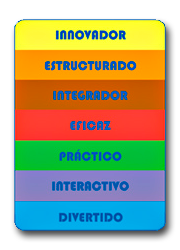 INNOVADOR
ESTRUCTURADO
INTEGRADOR
EFICAZ
PRÁCTICO
INTERACTIVO
DIVERTIDO